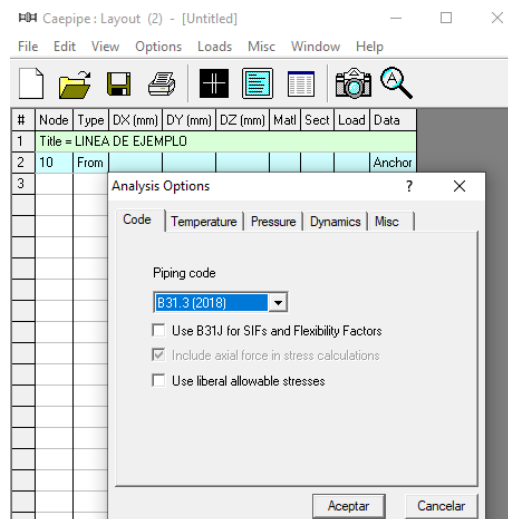 Caepipe : Layout (2) - [Untitled]
File Edit View Options Loads Misc Window Help
# Node Type DX (mm) DY (mm) DZ (mm) Matl Sect Load Data
1 Title = LINEA DE EJEMPLO
2 10 From Anchor
3
Analysis Options ? X
Code Temperature Pressure Dynamics Misc
Piping code
B31.3 (2018)
Use B31J for SIFs and Flexibility Factors
Include axial force in stress calculations
Use liberal allowable stresses
Aceptar Cancelar